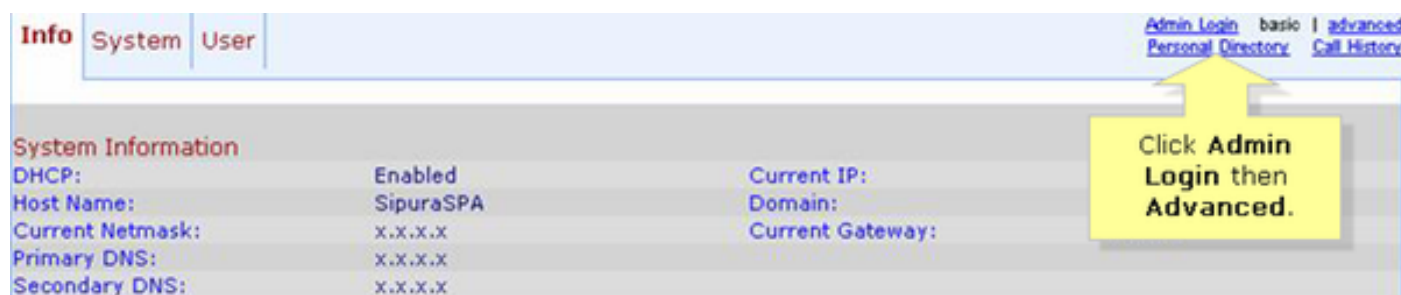 Info System User
Admin Login basic | advanced
Personal Directory Call History
Click Admin
Login then
Advanced.
System Information
DHCP: Enabled Current IP:
Host Name: SipuraSPA Domain:
Current Netmask: x.x.x.x Current Gateway:
Primary DNS: x.x.x.x
Secondary DNS: x.x.x.x